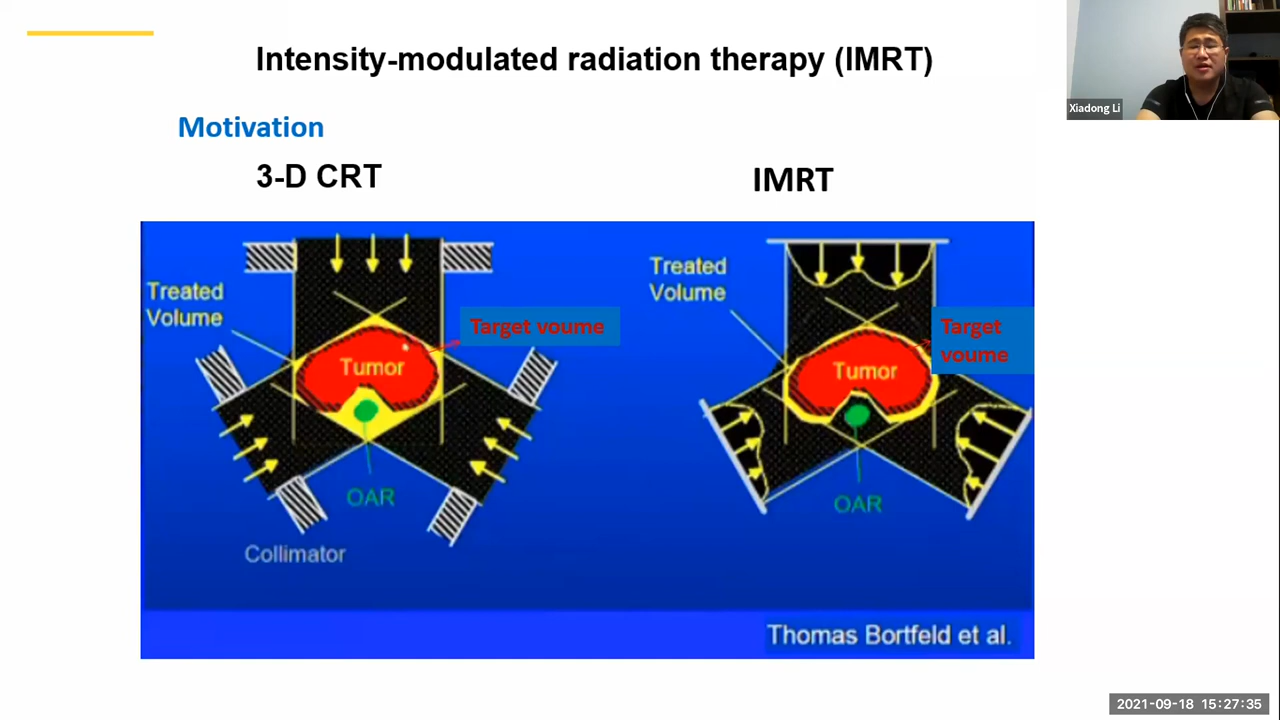 Intensity-modulated radiation therapy (IMRT)
Xiadong Li
Motivation
3-D CRT
IMRT
Treated
Volume
Target voume
Tumor
OAR
Collimator
Treated
Volume
Target
voume
Tumor
OAR
Thomas Bortfeld et al.
2021-09-18 15:27:35